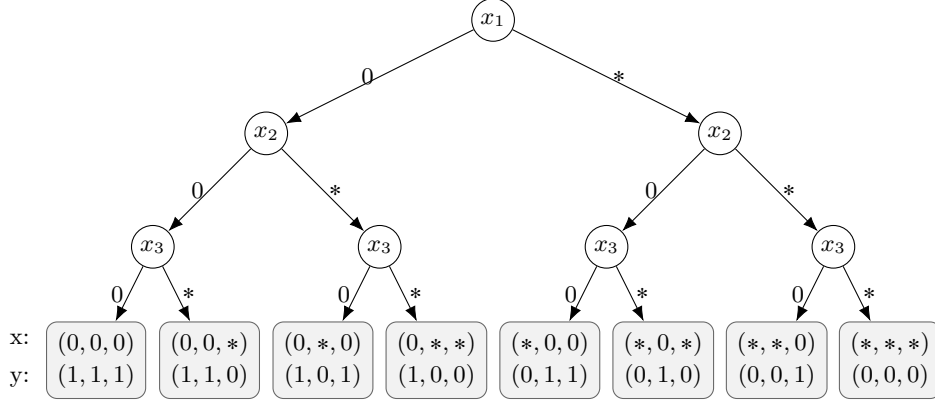 x₁
0 *
x₂ x₂
0 * 0 *
x₃ x₃ x₃ x₃
0 * 0 * 0 * 0 *
x: (0, 0, 0) (0, 0, *) (0, *, 0) (0, *, *) (*, 0, 0) (*, 0, *) (*, *, 0) (*, *, *)
y: (1, 1, 1) (1, 1, 0) (1, 0, 1) (1, 0, 0) (0, 1, 1) (0, 1, 0) (0, 0, 1) (0, 0, 0)